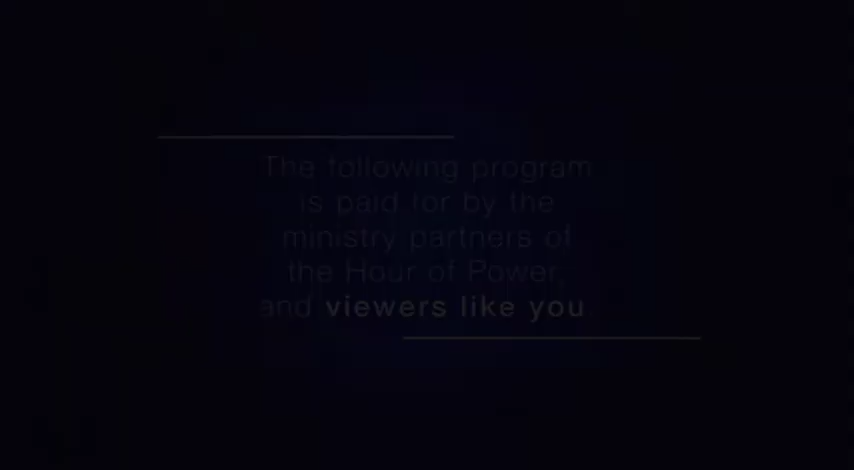 The following program
is paid for by the
ministry partners of
the Hour of Power,
and viewers like you